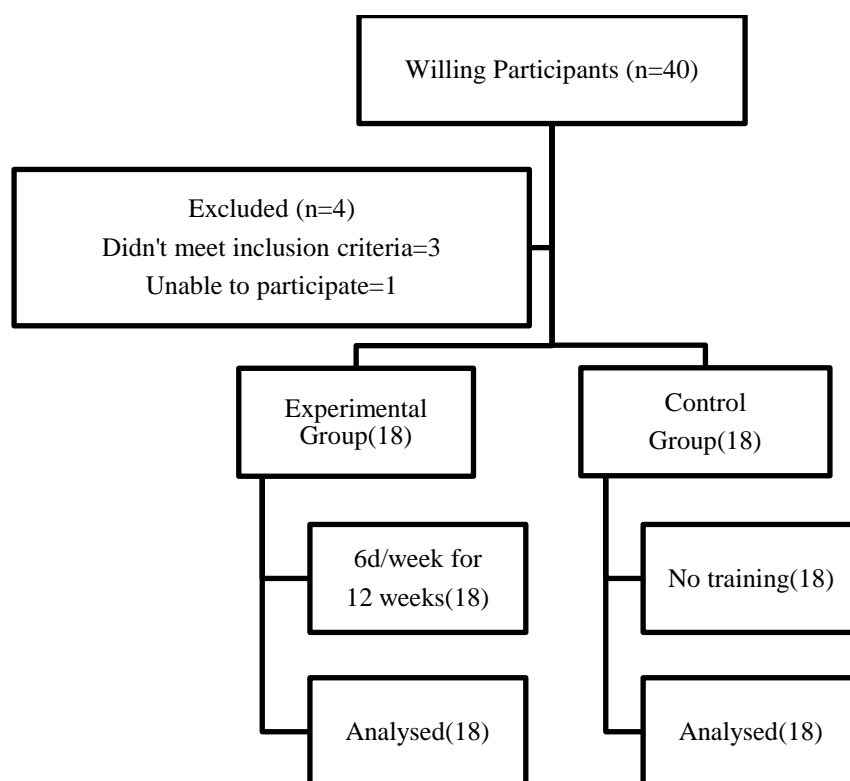 Willing Participants (n=40)
Excluded (n=4)
Didn't meet inclusion criteria=3
Unable to participate=1
Experimental
Group(18)
Control
Group(18)
6d/week for
12 weeks(18)
No training(18)
Analysed(18)
Analysed(18)